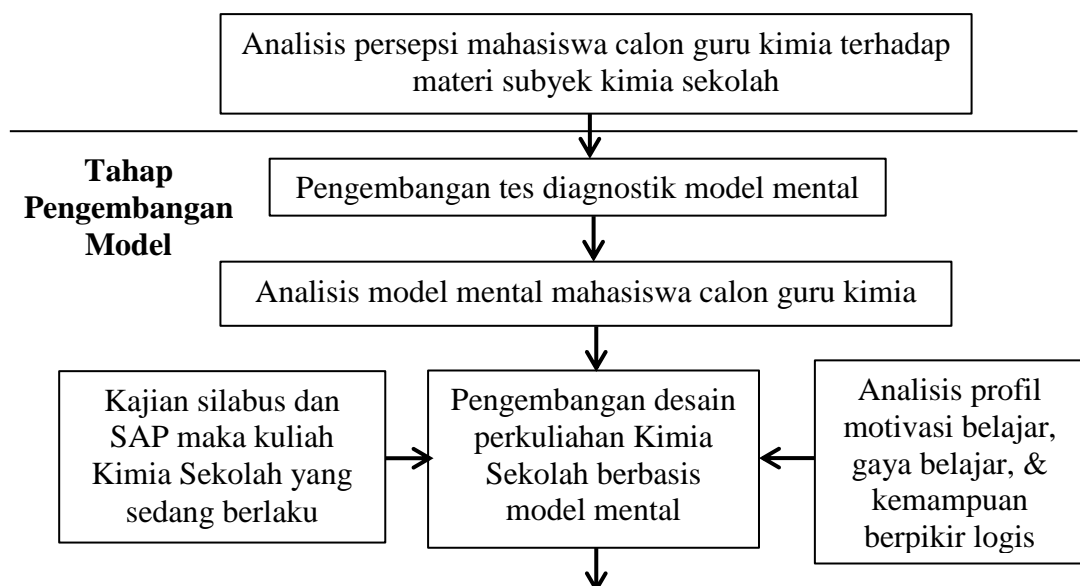 Analisis persepsi mahasiswa calon guru kimia terhadap
materi subyek kimia sekolah
Tahap
Pengembangan
Model
Pengembangan tes diagnostik model mental
Analisis model mental mahasiswa calon guru kimia
Kajian silabus dan
SAP maka kuliah
Kimia Sekolah yang
sedang berlaku
Pengembangan desain
perkuliahan Kimia
Sekolah berbasis
model mental
Analisis profil
motivasi belajar,
gaya belajar, &
kemampuan
berpikir logis